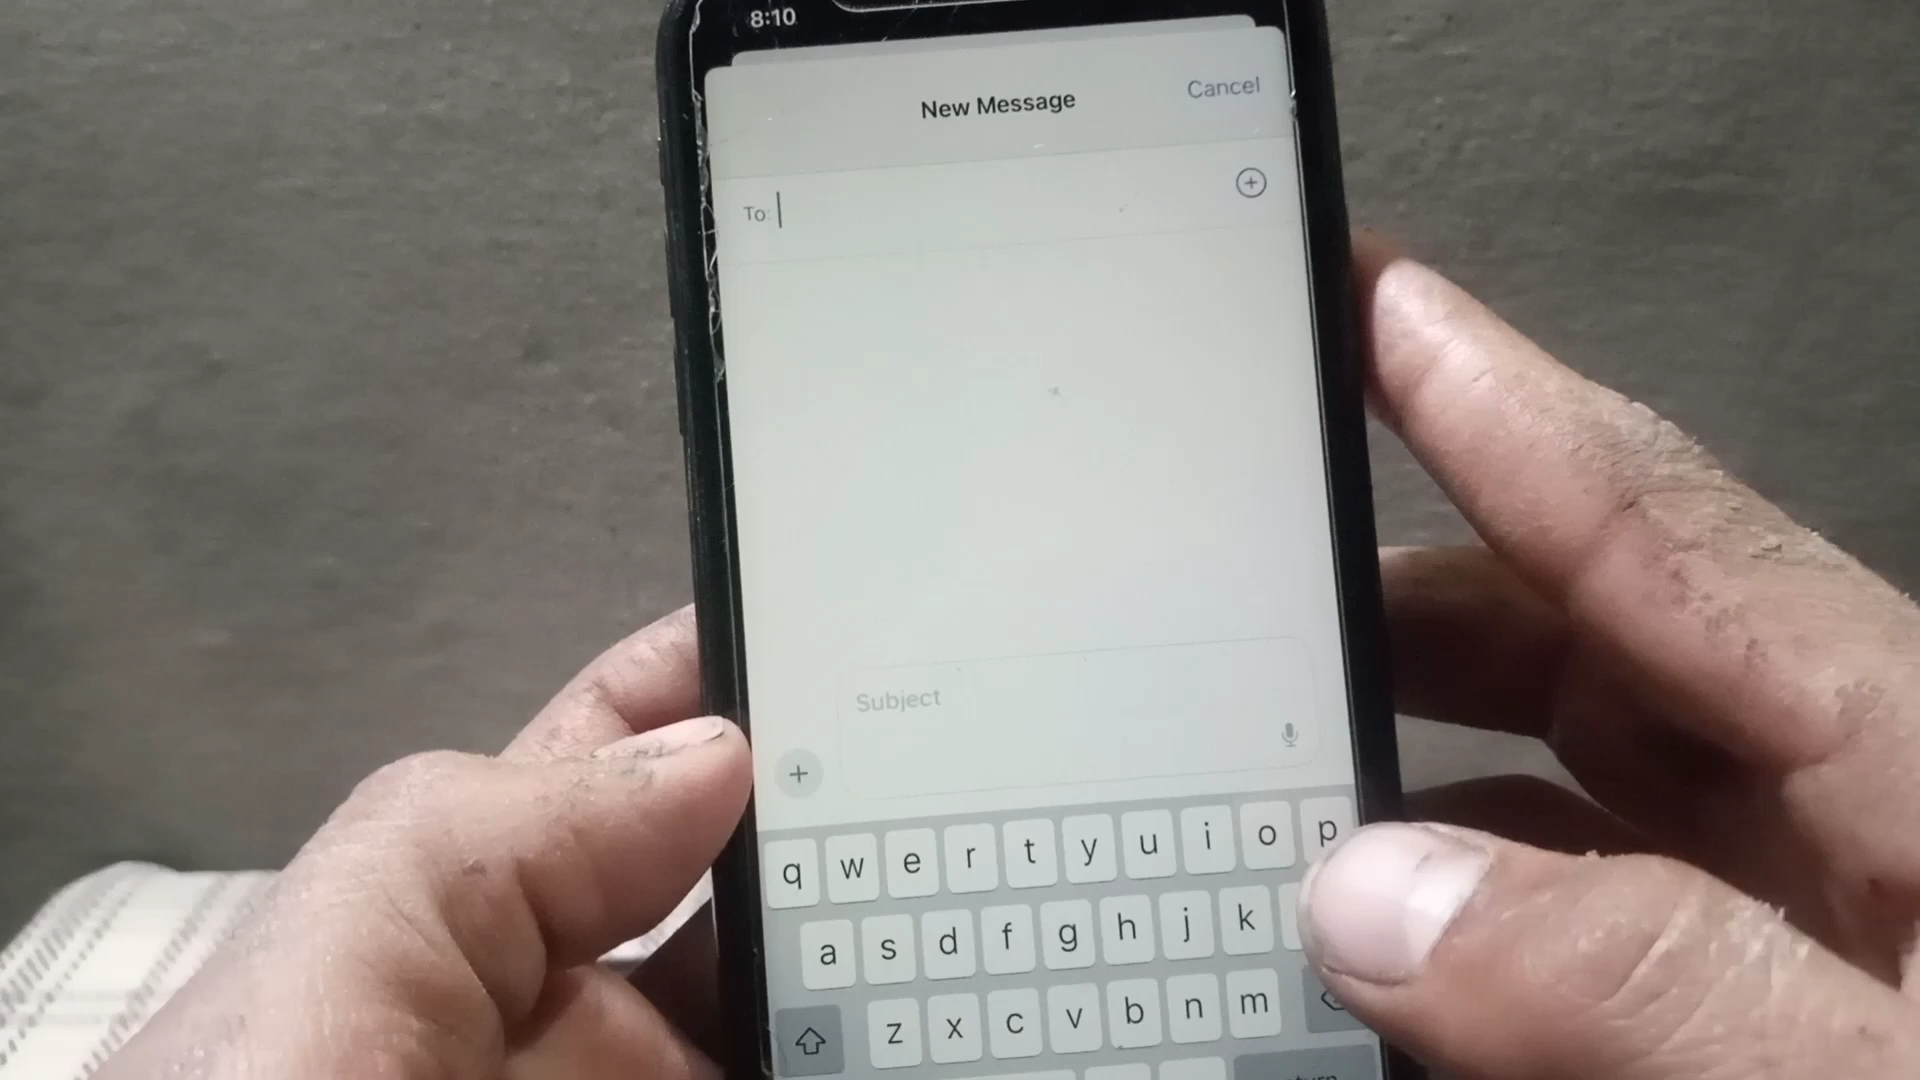 8:10
New Message
Cancel
To:
Subject
q w e r t y u i o p
a s d f g h j k
z x c v b n m